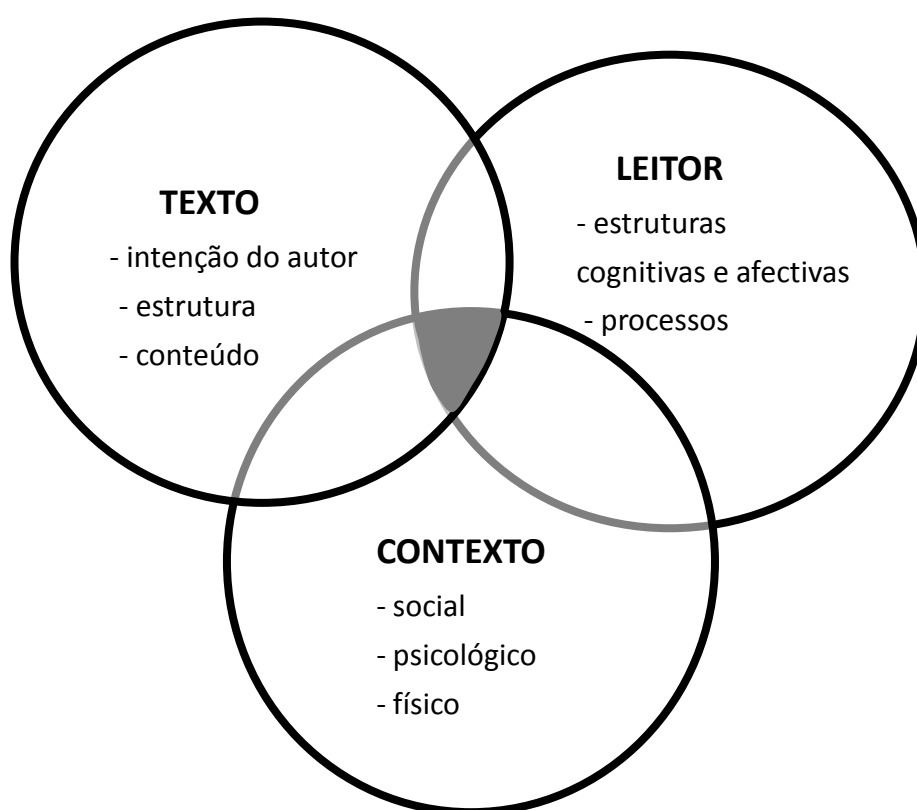 TEXTO
- intenção do autor
- estrutura
- conteúdo
LEITOR
- estruturas
cognitivas e afectivas
- processos
CONTEXTO
- social
- psicológico
- físico